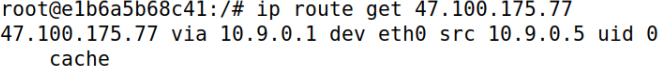 root@e1b6a5b68c41:/# ip route get 47.100.175.77
47.100.175.77 via 10.9.0.1 dev eth0 src 10.9.0.5 uid 0
    cache